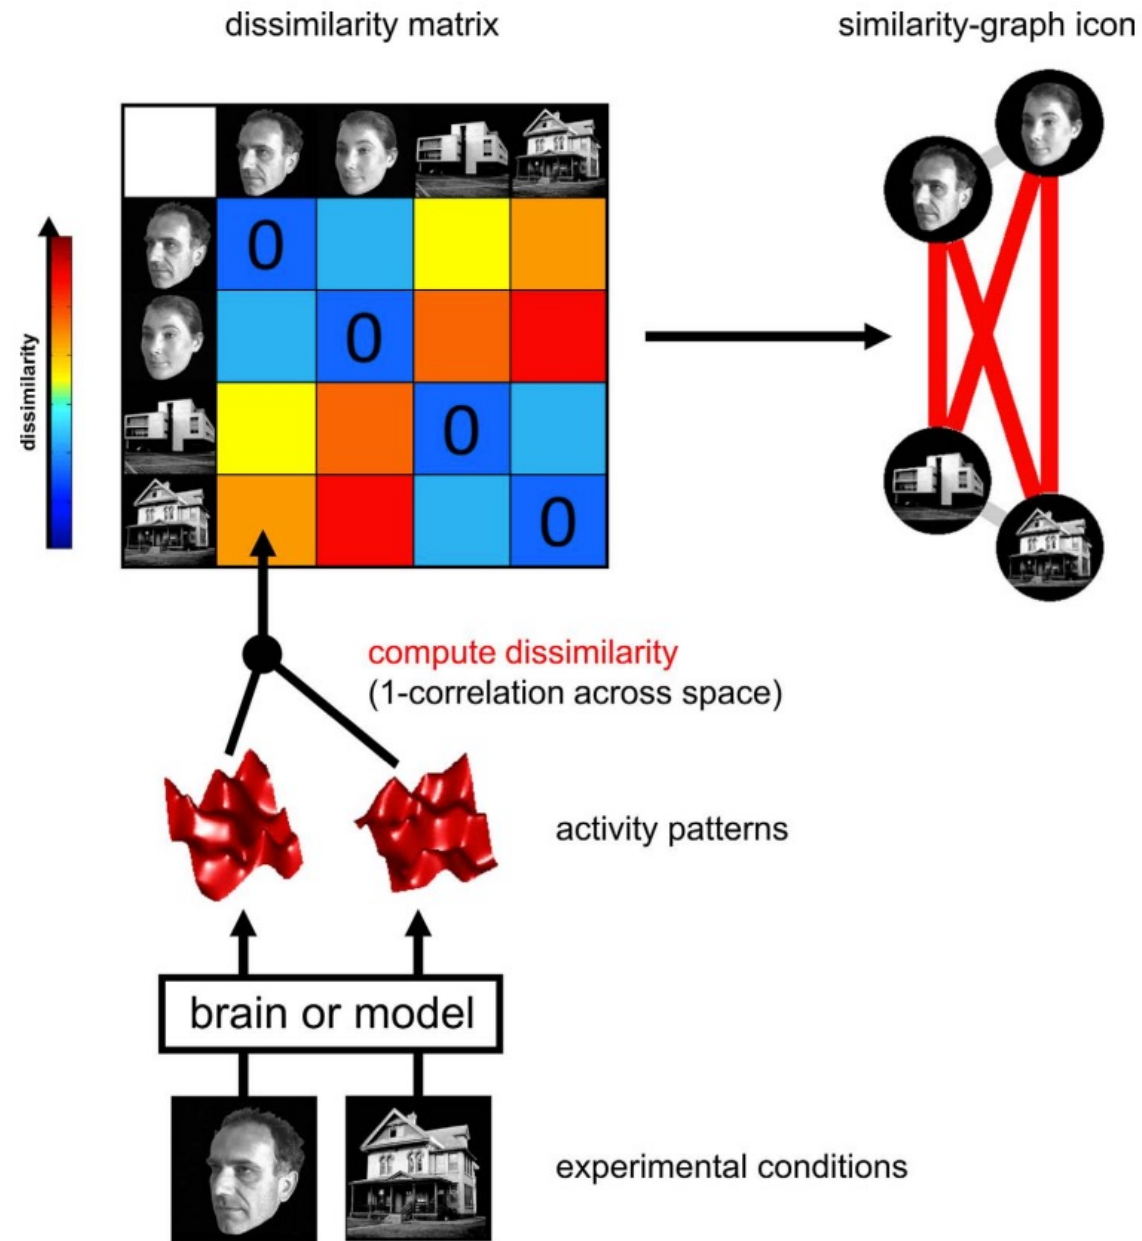 dissimilarity matrix
similarity-graph icon
dissimilarity
0
0
0
0
compute dissimilarity
(1-correlation across space)
activity patterns
brain or model
experimental conditions